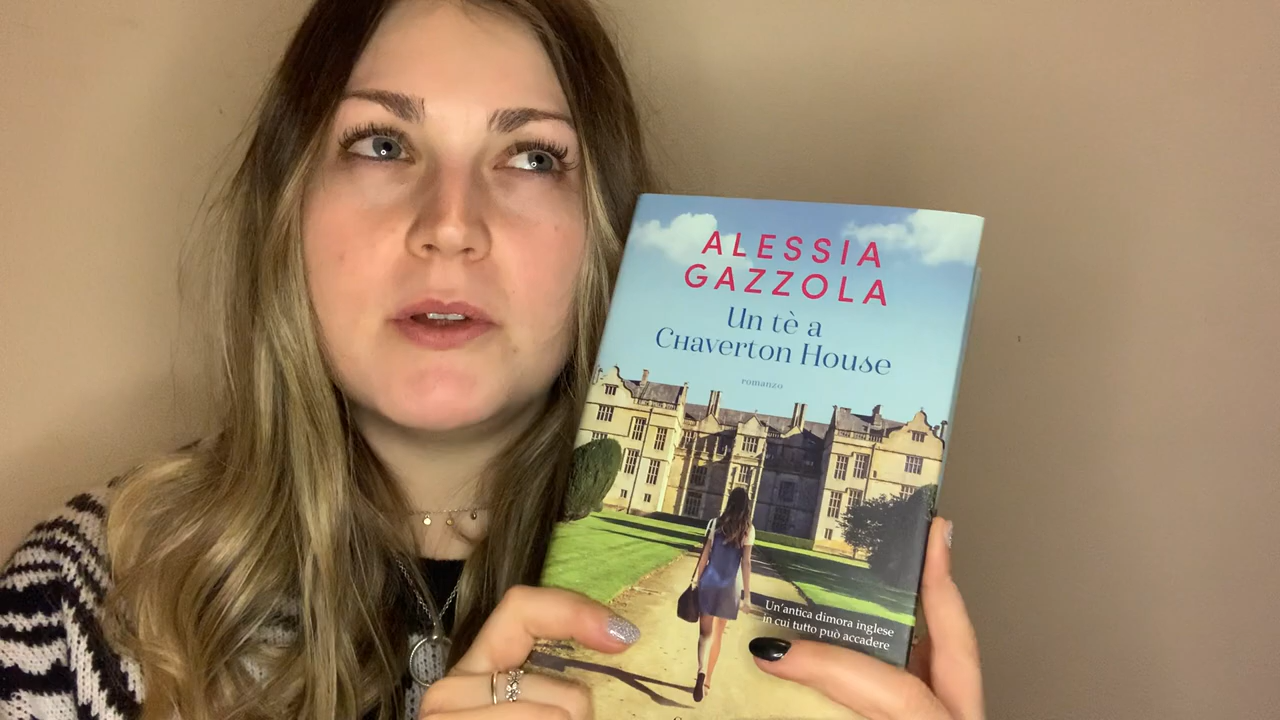 ALESSIA
GAZZOLA
Un tè a
Chaverton House
romanzo
Un'antica dimora inglese
in cui tutto può accadere